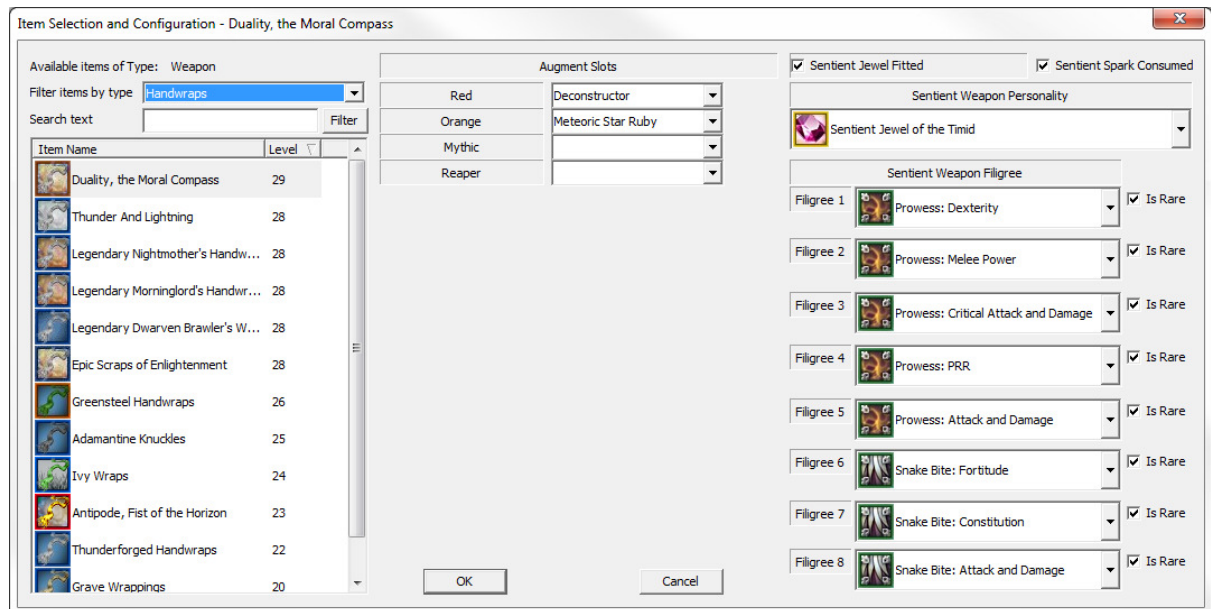 Item Selection and Configuration - Duality, the Moral Compass
Available items of Type: Weapon
Filter items by type Handwraps
Search text Filter
Item Name Level
Duality, the Moral Compass 29
Thunder And Lightning 28
Legendary Nightmother's Handw... 28
Legendary Morninglord's Handwr... 28
Legendary Dwarven Brawler's W... 28
Epic Scraps of Enlightenment 28
Greensteel Handwraps 26
Adamantine Knuckles 25
Ivy Wraps 24
Antipode, Fist of the Horizon 23
Thunderforged Handwraps 22
Grave Wrappings 20
Augment Slots
Red Deconstructor
Orange Meteoric Star Ruby
Mythic
Reaper
OK Cancel
Sentient Jewel Fitted Sentient Spark Consumed
Sentient Weapon Personality
Sentient Jewel of the Timid
Sentient Weapon Filigree
Filigree 1 Prowess: Dexterity Is Rare
Filigree 2 Prowess: Melee Power Is Rare
Filigree 3 Prowess: Critical Attack and Damage Is Rare
Filigree 4 Prowess: PRR Is Rare
Filigree 5 Prowess: Attack and Damage Is Rare
Filigree 6 Snake Bite: Fortitude Is Rare
Filigree 7 Snake Bite: Constitution Is Rare
Filigree 8 Snake Bite: Attack and Damage Is Rare